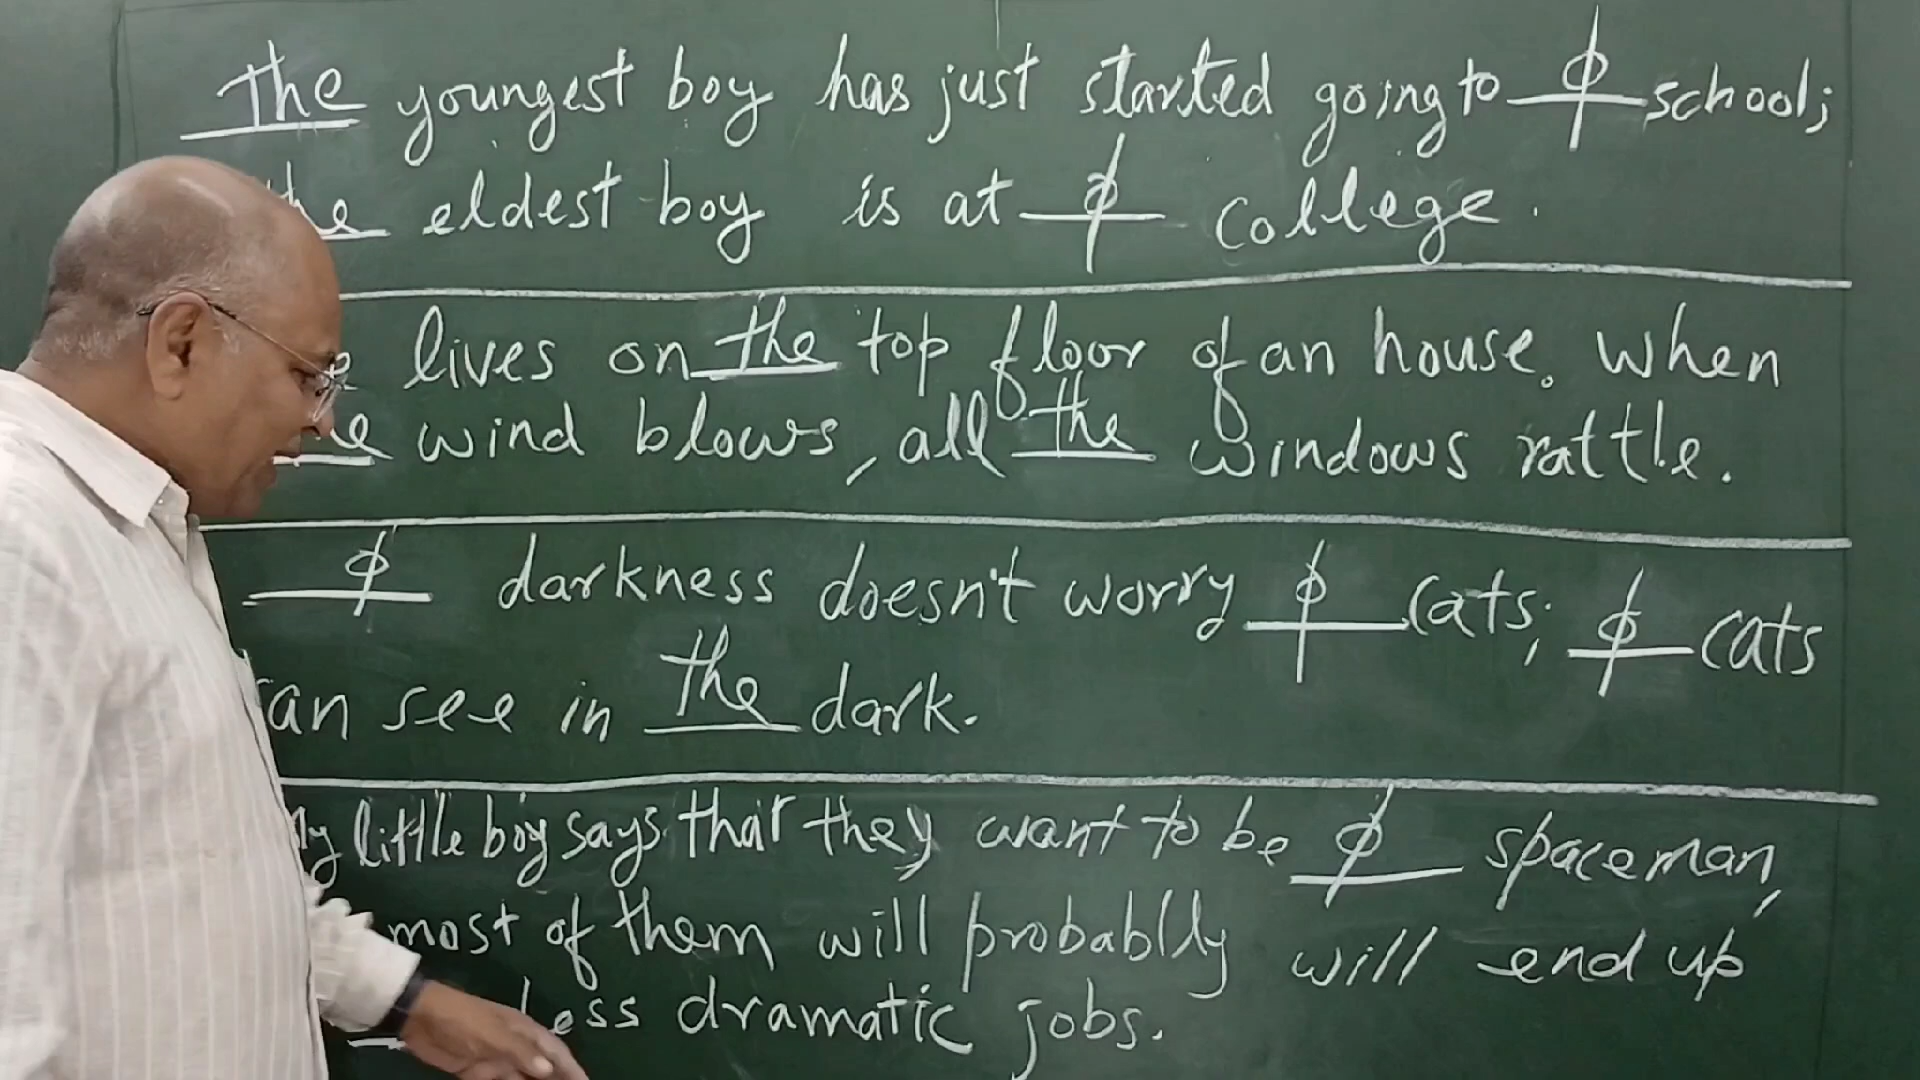 The youngest boy has just started going to ϕ school;
the eldest boy is at ϕ college.
lives on the top floor of an house. When
wind blows, all the windows rattle.
ϕ darkness doesn't worry ϕ cats; ϕ cats
can see in the dark.
My little boy says that they want to be ϕ spaceman,
most of them will probablly will end up
less dramatic jobs.